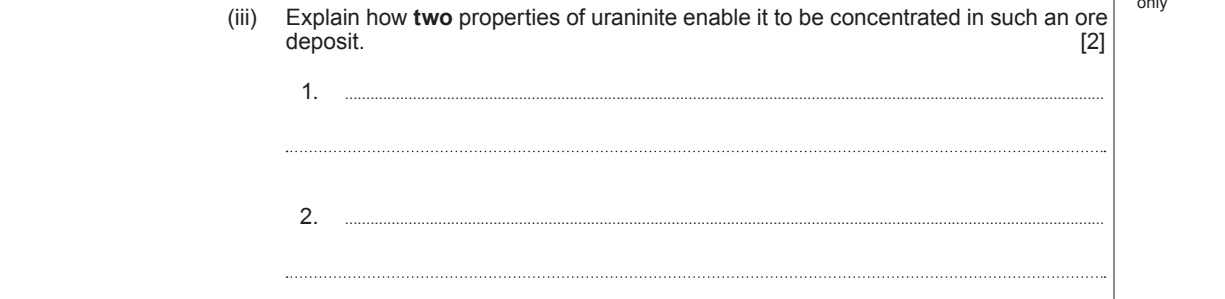 only
(iii) Explain how two properties of uraninite enable it to be concentrated in such an ore
deposit. [2]
1.
2.